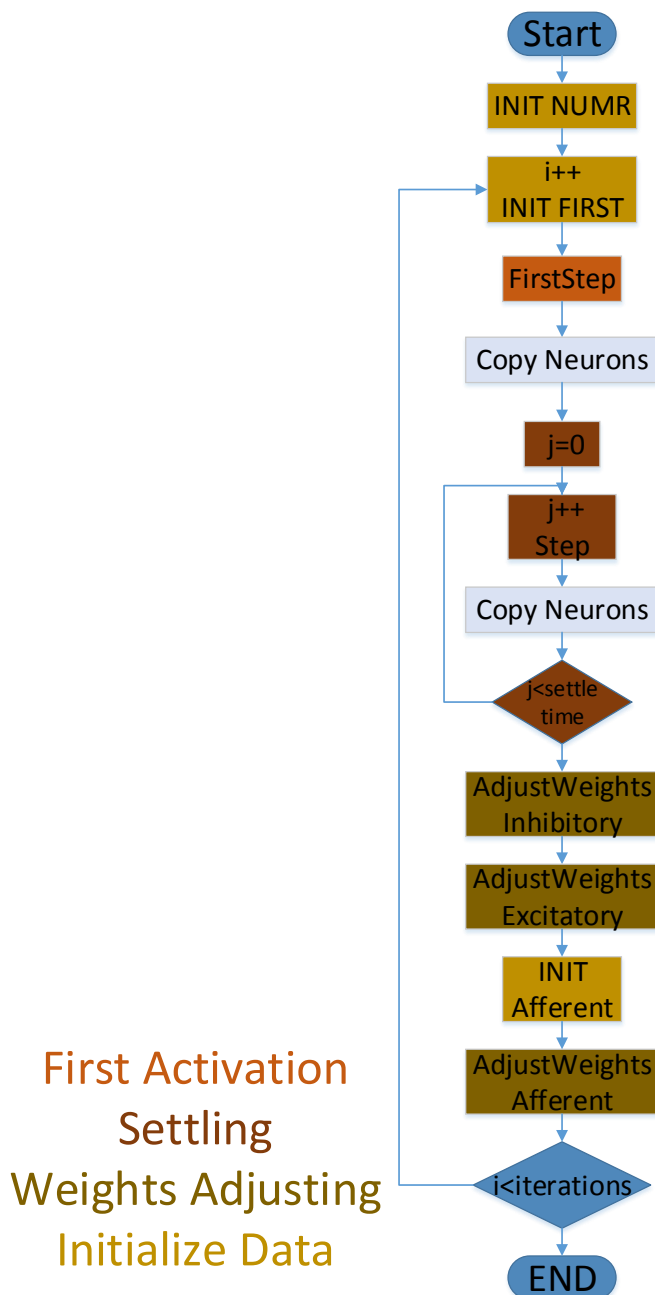 Start
INIT NUMR
i++
INIT FIRST
FirstStep
Copy Neurons
j=0
j++
Step
Copy Neurons
j<settle
time
AdjustWeights
Inhibitory
AdjustWeights
Excitatory
INIT
Afferent
AdjustWeights
Afferent
i<iterations
END
First Activation
Settling
Weights Adjusting
Initialize Data